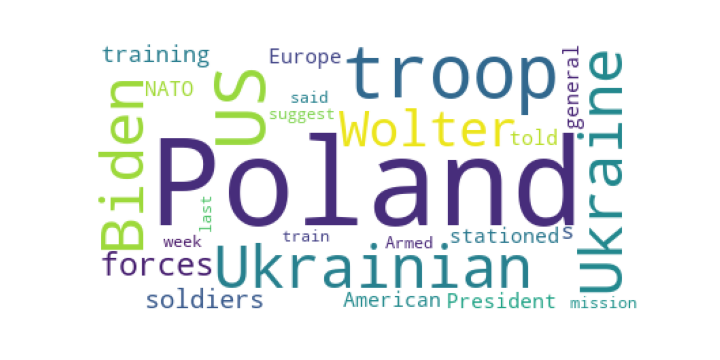 training
NATO
Biden
US
Europe
said
suggest
troop
general
Ukraine
Wolter
told
Poland
last
week
train
Armed
stationed
s
forces
Ukrainian
soldiers
American
President
mission